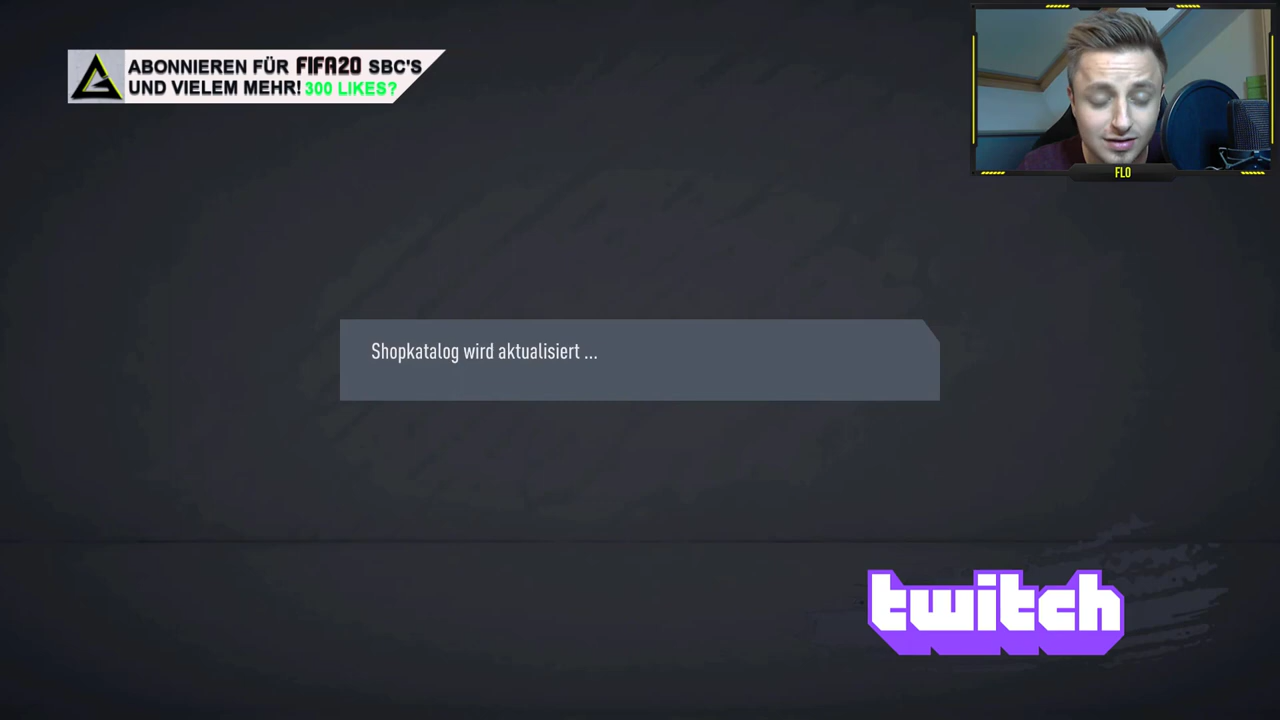 ABONNIEREN FÜR FIFA20 SBC'S
UND VIELEM MEHR! 300 LIKES?
FLO
Shopkatalog wird aktualisiert ...
twitch